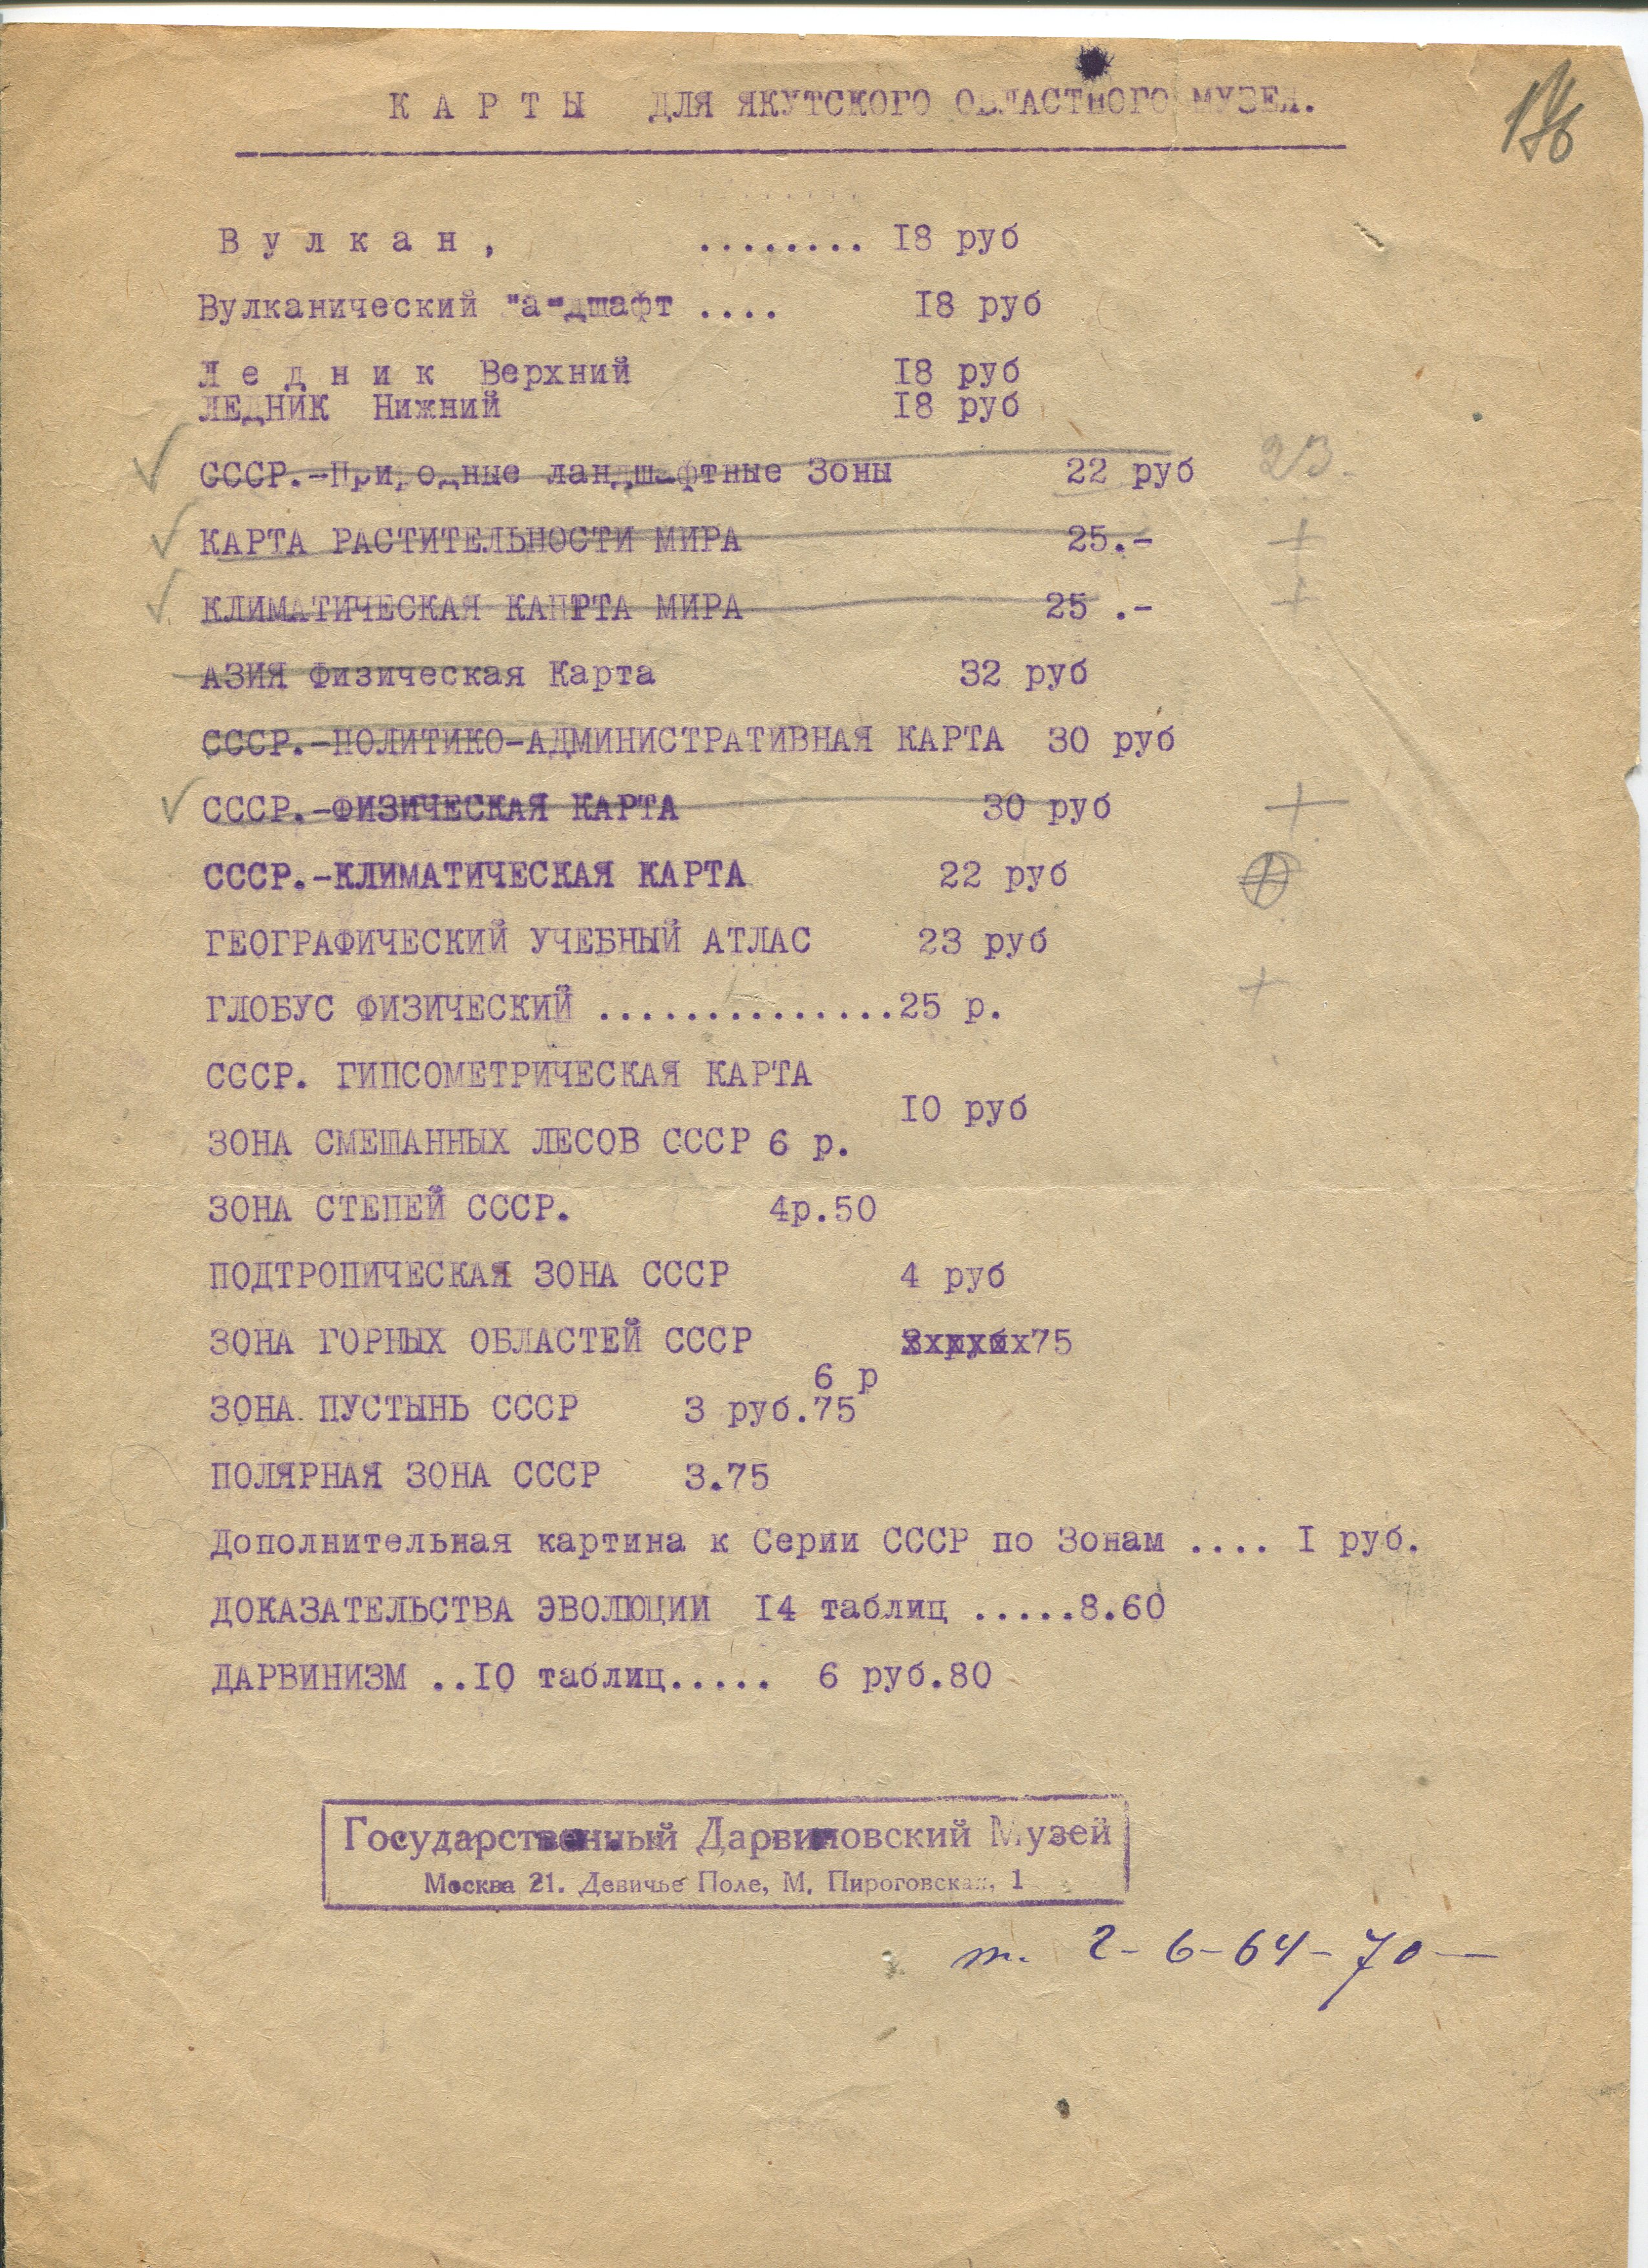 К А Р Т Ы ДЛЯ ЯКУТСКОГО ОБЛАСТНОГО МУЗЕЯ.
В у л к а н , ........ I8 руб
Вулканический "а-дшафт .... I8 руб
Л е д н и к Верхний I8 руб
ЛЕДНИК Нижний I8 руб
СССР.-Природные ландшафтные Зоны 22 руб 23-
КАРТА РАСТИТЕЛЬНОСТИ МИРА 25.- +
КЛИМАТИЧЕСКАЯ КАПРТА МИРА 25 .- +
АЗИЯ Физическая Карта 32 руб
СССР.-ПОЛИТИКО-АДМИНИСТРАТИВНАЯ КАРТА 30 руб
СССР.-ФИЗИЧЕСКАЯ КАРТА 30 руб +
СССР.-КЛИМАТИЧЕСКАЯ КАРТА 22 руб
ГЕОГРАФИЧЕСКИЙ УЧЕБНЫЙ АТЛАС 23 руб
ГЛОБУС ФИЗИЧЕСКИЙ ..............25 р. +
СССР. ГИПСОМЕТРИЧЕСКАЯ КАРТА
I0 руб
ЗОНА СМЕШАННЫХ ЛЕСОВ СССР 6 р.
ЗОНА СТЕПЕЙ СССР. 4р.50
ПОДТРОПИЧЕСКАЯ ЗОНА СССР 4 руб
ЗОНА ГОРНЫХ ОБЛАСТЕЙ СССР 75
6 р
ЗОНА ПУСТЫНЬ СССР 3 руб.75
ПОЛЯРНАЯ ЗОНА СССР 3.75
Дополнительная картина к Серии СССР по Зонам .... I руб.
ДОКАЗАТЕЛЬСТВА ЭВОЛЮЦИИ I4 таблиц .....8.60
ДАРВИНИЗМ ..I0 таблиц..... 6 руб.80
Государственный Дарвиновский Музей
Москва 21. Девичье Поле, М. Пироговская, 1
т. 2-6-64-70-